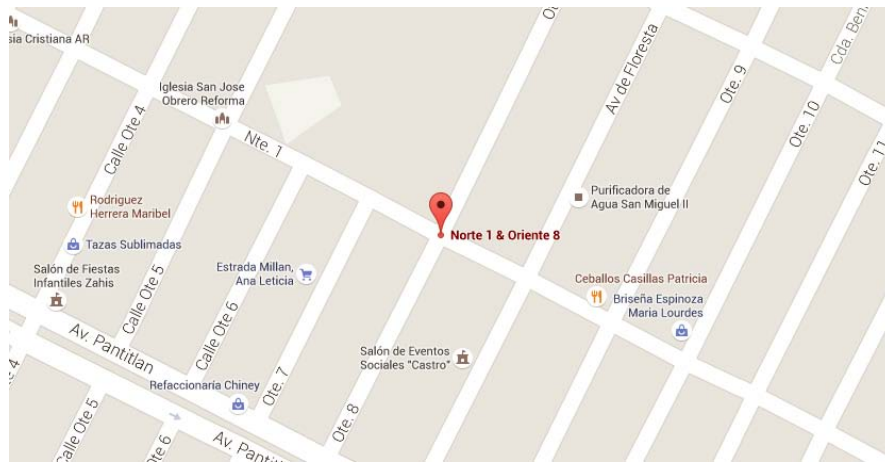 sia Cristiana AR
Iglesia San Jose
Obrero Reforma
Nte. 1
Calle Ote 4
Av de Floresta
Ote. 9
Cda. Ben
Ote. 10
Ote. 11
Rodriguez
Herrera Maribel
Tazas Sublimadas
Salón de Fiestas
Infantiles Zahis
Calle Ote 5
Estrada Millan,
Ana Leticia
Calle Ote 6
Norte 1 & Oriente 8
Purificadora de
Agua San Miguel II
Ceballos Casillas Patricia
Briseña Espinoza
Maria Lourdes
Av. Pantitlan
Salón de Eventos
Sociales "Castro"
Refaccionaría Chiney
Ote. 7
Ote. 8
Calle Ote 5
Ote 6
Av. Pantitlan